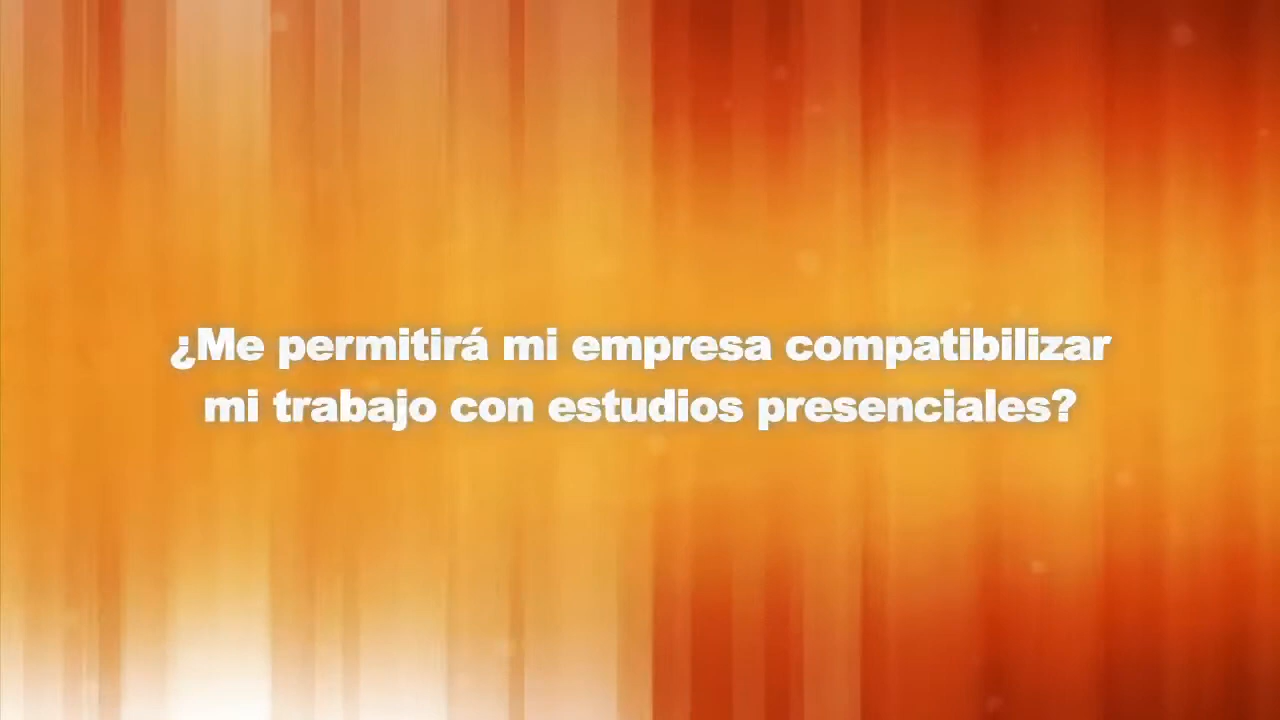 ¿Me permitirá mi empresa compatibilizar
mi trabajo con estudios presenciales?